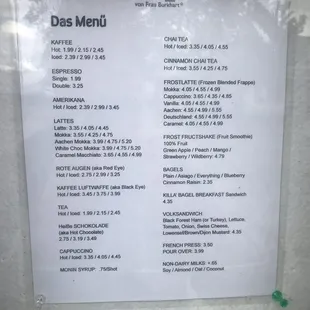 von Frau Burkhart
Das Menü
KAFFEE
Hot: 1.99 / 2.15 / 2.45
Iced: 2.39 / 2.99 / 3.45
ESPRESSO
Single: 1.99
Double: 3.25
AMERIKANA
Hot / Iced: 2.39 / 2.99 / 3.45
LATTES
Latte: 3.35 / 4.05 / 4.45
Mokka: 3.55 / 4.25 / 4.75
Aachen Mokka: 3.99 / 4.70 / 5.20
White Choc Mokka: 3.99 / 4.70 / 5.20
Caramel Macchiato: 3.65 / 4.55 / 4.99
ROTE AUGEN (aka Red Eye)
Hot / Iced: 2.75 / 2.99 / 3.25
KAFFEE LUFTWAFFE (aka Black Eye)
Hot / Iced: 3.45 / 3.75 / 3.99
TEA
Hot / Iced: 1.99 / 2.15 / 2.45
Heiße SCHOKOLADE
(aka Hot Chocolate)
2.75 / 3.19 / 3.49
CAPPUCCINO
Hot / Iced: 3.35 / 4.05 / 4.45
MONIN SYRUP .75/Shot
CHAI TEA
Hot / Iced: 3.35 / 4.05 / 4.55
CINNAMON CHAI TEA
Hot / Iced: 3.55 / 4.25 / 4.75
FROSTLATTE (Frozen Blended Frappe)
Mokka: 4.05 / 4.55 / 4.99
Cappuccino: 3.65 / 4.35 / 4.85
Vanilla: 4.05 / 4.55 / 4.99
Aachen: 4.55 / 4.99 / 5.55
Deutschland: 4.55 / 4.99 / 5.55
Caramel: 4.05 / 4.55 / 4.99
FROST FRUCTSHAKE (Fruit Smoothie)
100% Fruit
Green Apple / Peach / Mango /
Strawberry / Wildberry: 4.79
BAGELS
Plain / Asiago / Everything / Blueberry
Cinnamon Raisin: 2.35
KILLA' BAGEL BREAKFAST Sandwich
4.35
VOLKSANDWICH
Black Forest Ham (or Turkey), Lettuce,
Tomato, Onion, Swiss Cheese,
Mustard: 4.35
FRENCH PRESS: 3.50
POUR OVER: 3.99
NON-DAIRY MILKS: +.65
Soy / Almond / Oat / Coconut